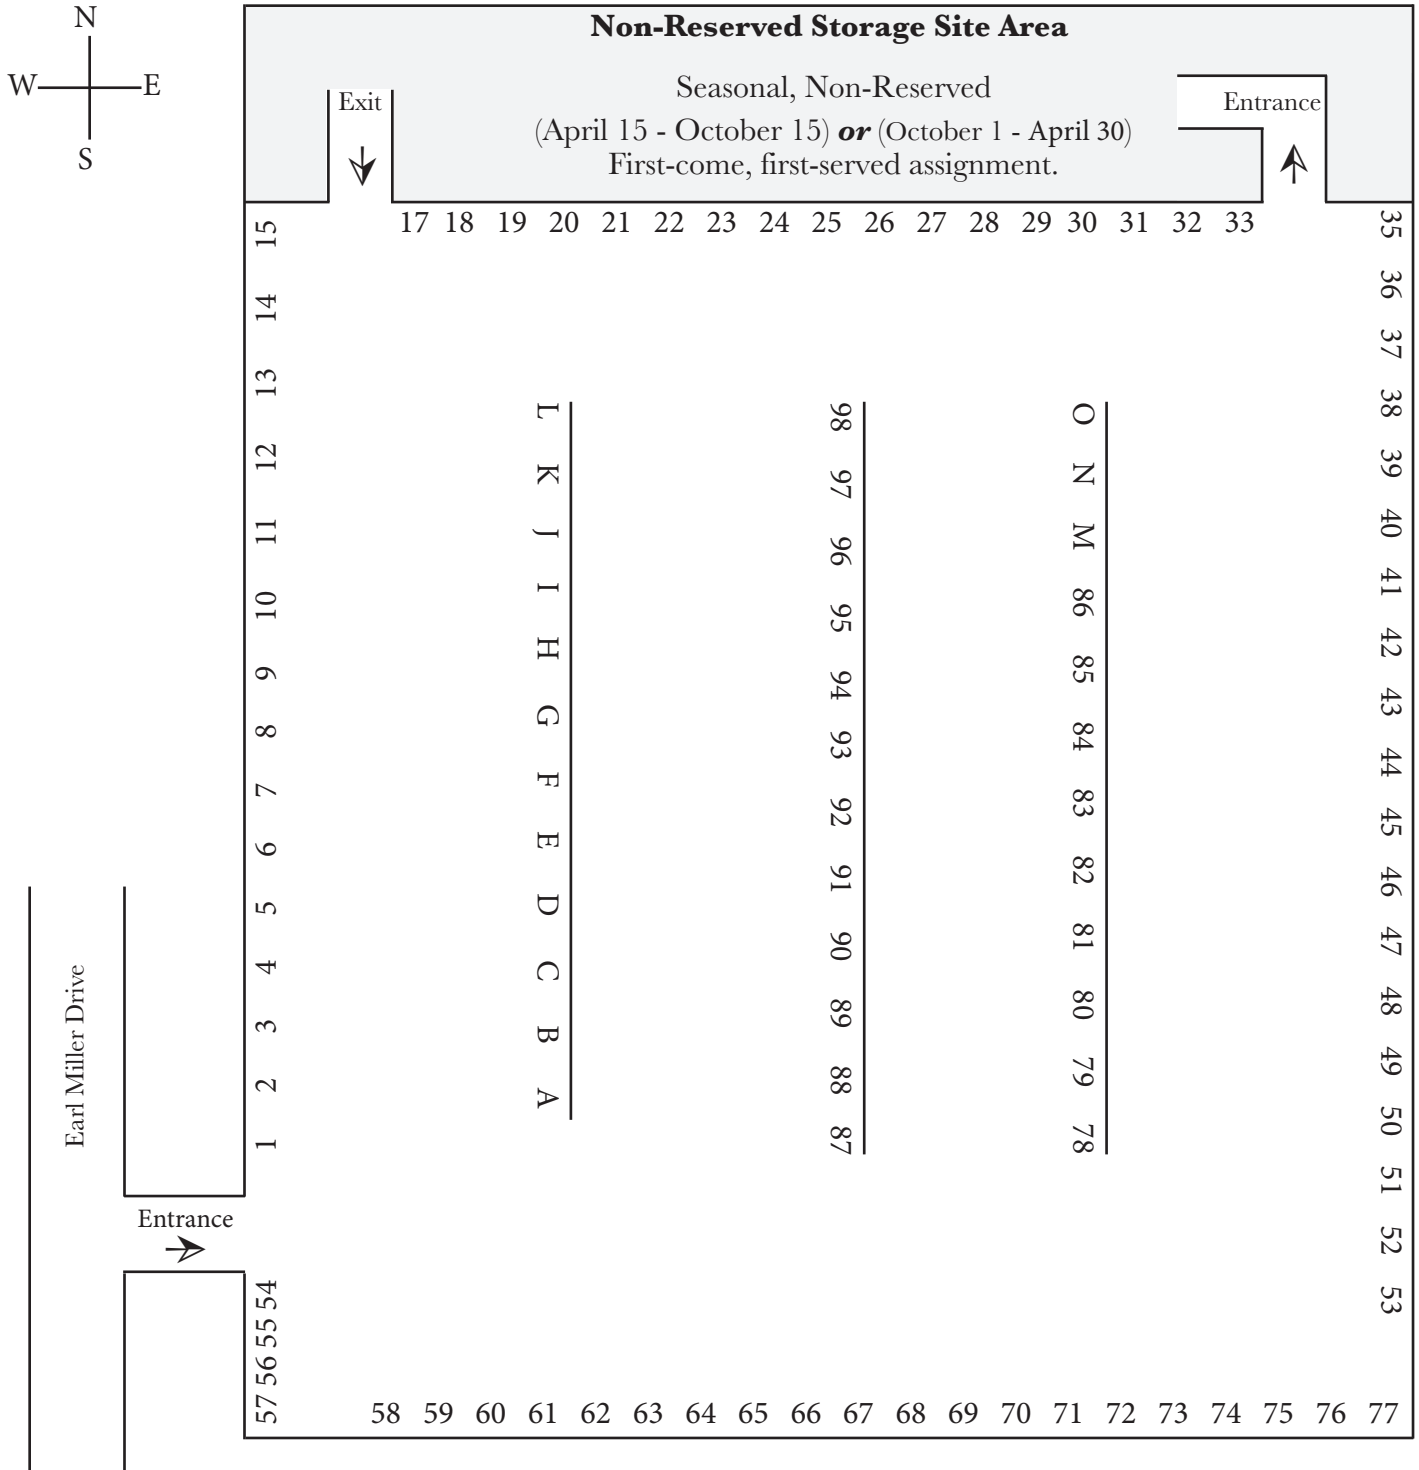 N
W E
S
Non-Reserved Storage Site Area
Seasonal, Non-Reserved
(April 15 - October 15) or (October 1 - April 30)
First-come, first-served assignment.
Exit
Entrance
17 18 19 20 21 22 23 24 25 26 27 28 29 30 31 32 33
15
14
13
12
11
10
9
8
7
6
5
4
3
2
1
L
K
J
I
H
G
F
E
D
C
B
A
98
97
96
95
94
93
92
91
90
89
88
87
O
N
M
86
85
84
83
82
81
80
79
78
35
36
37
38
39
40
41
42
43
44
45
46
47
48
49
50
51
52
53
Earl Miller Drive
Entrance
54
55
56
57
58 59 60 61 62 63 64 65 66 67 68 69 70 71 72 73 74 75 76 77